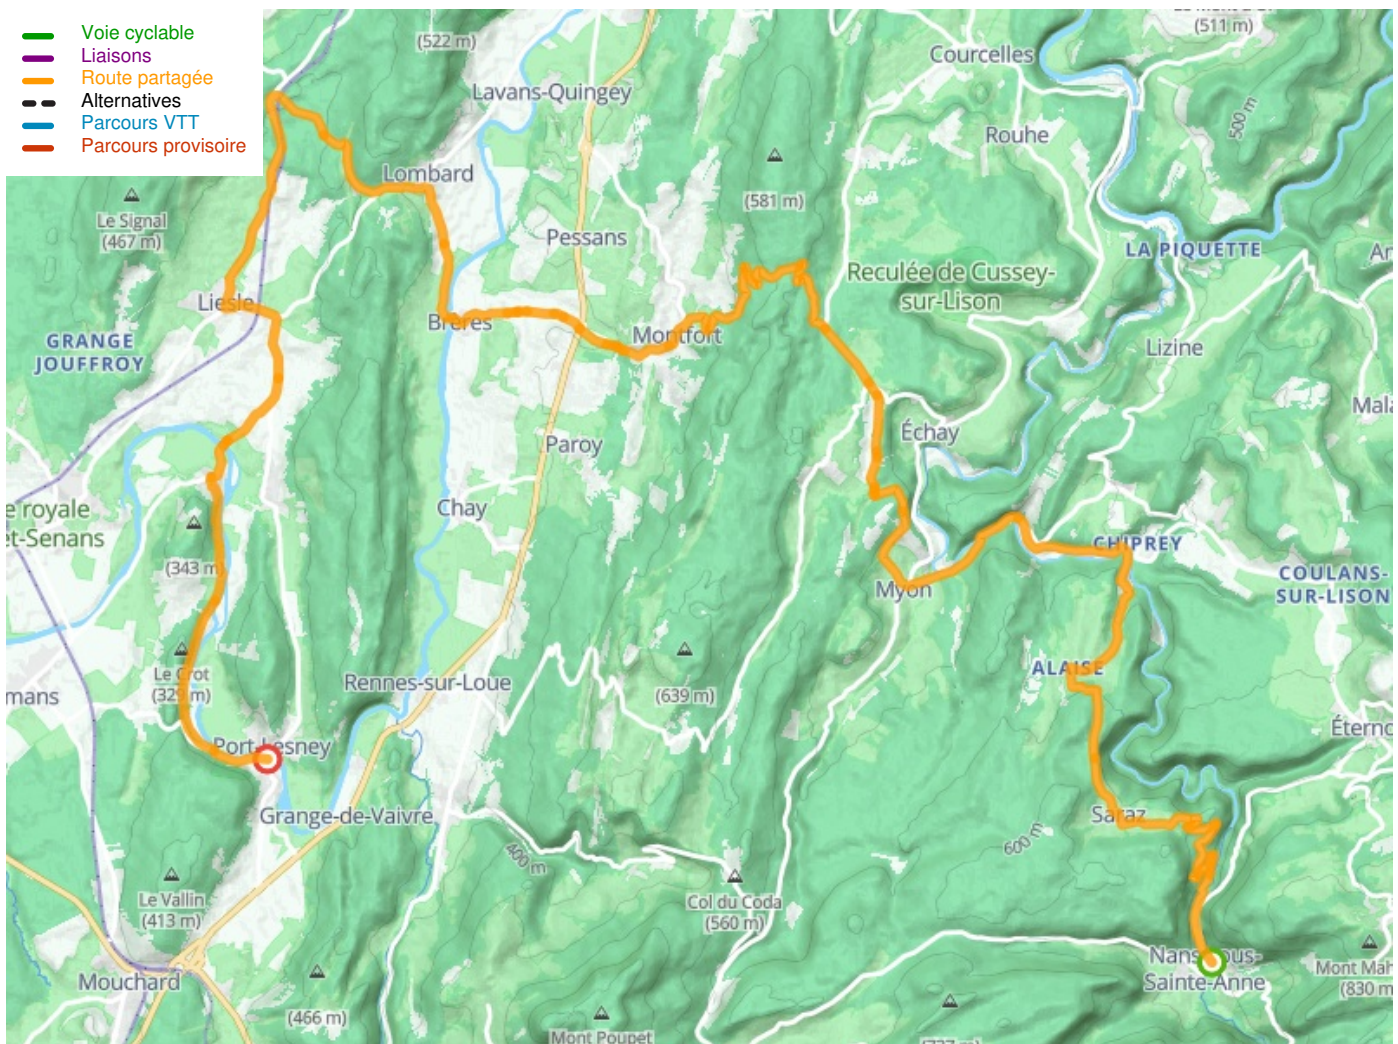 Voie cyclable
Liaisons
Route partagée
Alternatives
Parcours VTT
Parcours provisoire
(522 m)
(511 m)
Courcelles
Lavans-Quingey
500 m
Rouhe
Lombard
Le Signal
(467 m)
(581 m)
Pessans
LA PIQUETTE
Reculée de Cussey-
sur-Lison
Liesle
Brères
Montfort
GRANGE
JOUFFROY
Lizine
Échay
Paroy
Chay
e royale
et-Senans
CHIPREY
(343 m)
COULANS-
SUR-LISON
Myon
ALAISE
Le Crot
(329 m)
Rennes-sur-Loue
(639 m)
mans
Port-Lesney
Grange-de-Vaivre
Saraz
600 m
400 m
Le Vallin
(413 m)
Col du Coda
(560 m)
Nans-sous-
Sainte-Anne
Mont Mah
(830 m
Mouchard
(466 m)
Mont Poupet